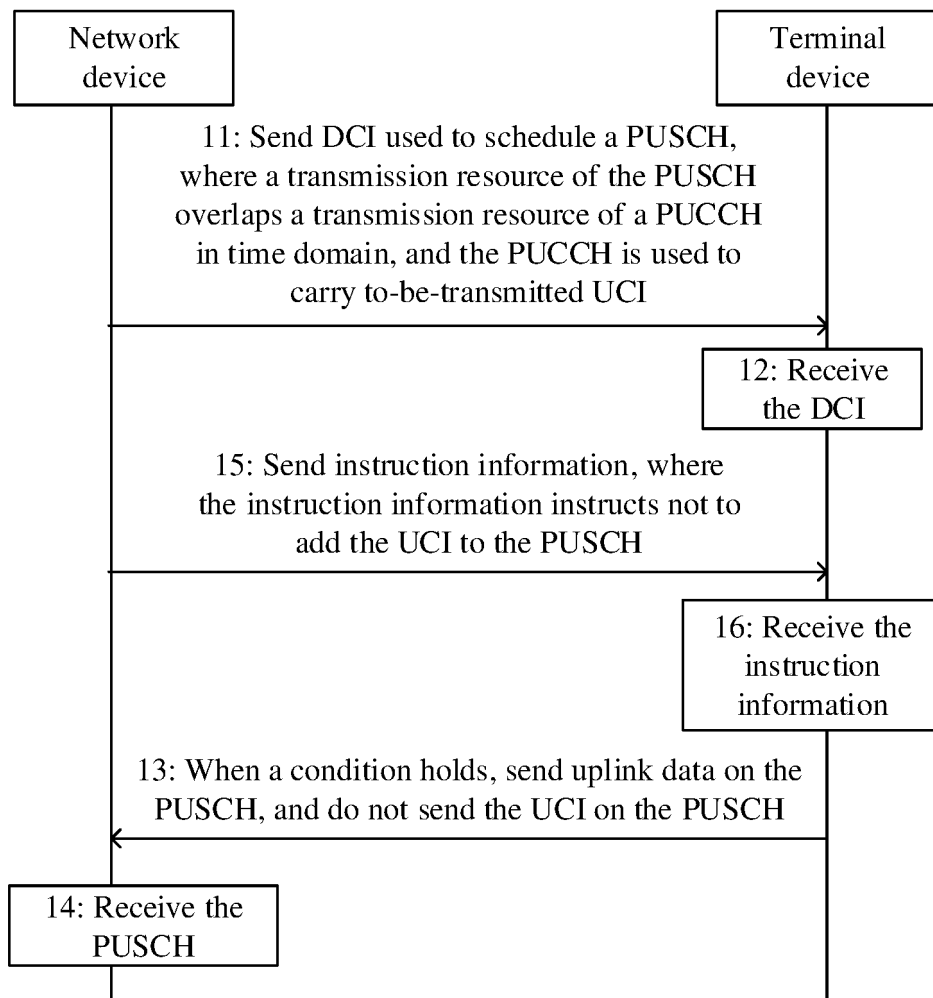 Network
device
Terminal
device
11: Send DCI used to schedule a PUSCH,
where a transmission resource of the PUSCH
overlaps a transmission resource of a PUCCH
in time domain, and the PUCCH is used to
carry to-be-transmitted UCI
12: Receive
the DCI
15: Send instruction information, where
the instruction information instructs not to
add the UCI to the PUSCH
16: Receive the
instruction
information
13: When a condition holds, send uplink data on the
PUSCH, and do not send the UCI on the PUSCH
14: Receive the
PUSCH